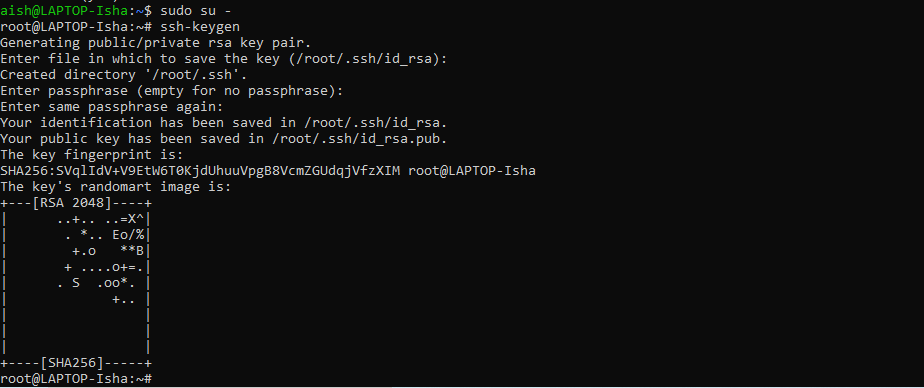 aish@LAPTOP-Isha:~$ sudo su -
root@LAPTOP-Isha:~# ssh-keygen
Generating public/private rsa key pair.
Enter file in which to save the key (/root/.ssh/id_rsa):
Created directory '/root/.ssh'.
Enter passphrase (empty for no passphrase):
Enter same passphrase again:
Your identification has been saved in /root/.ssh/id_rsa.
Your public key has been saved in /root/.ssh/id_rsa.pub.
The key fingerprint is:
SHA256:SVqlIdV+V9EtW6T0KjdUhuuVpgB8VcmZGUdqjVfzXIM root@LAPTOP-Isha
The key's randomart image is:
+---[RSA 2048]----+
|      ..+.. ..=X^|
|       . *.. Eo/%|
|        +.o   **B|
|       + ....o+=.|
|      . S  .oo*. |
|             +.. |
|                 |
|                 |
|                 |
+----[SHA256]-----+
root@LAPTOP-Isha:~#